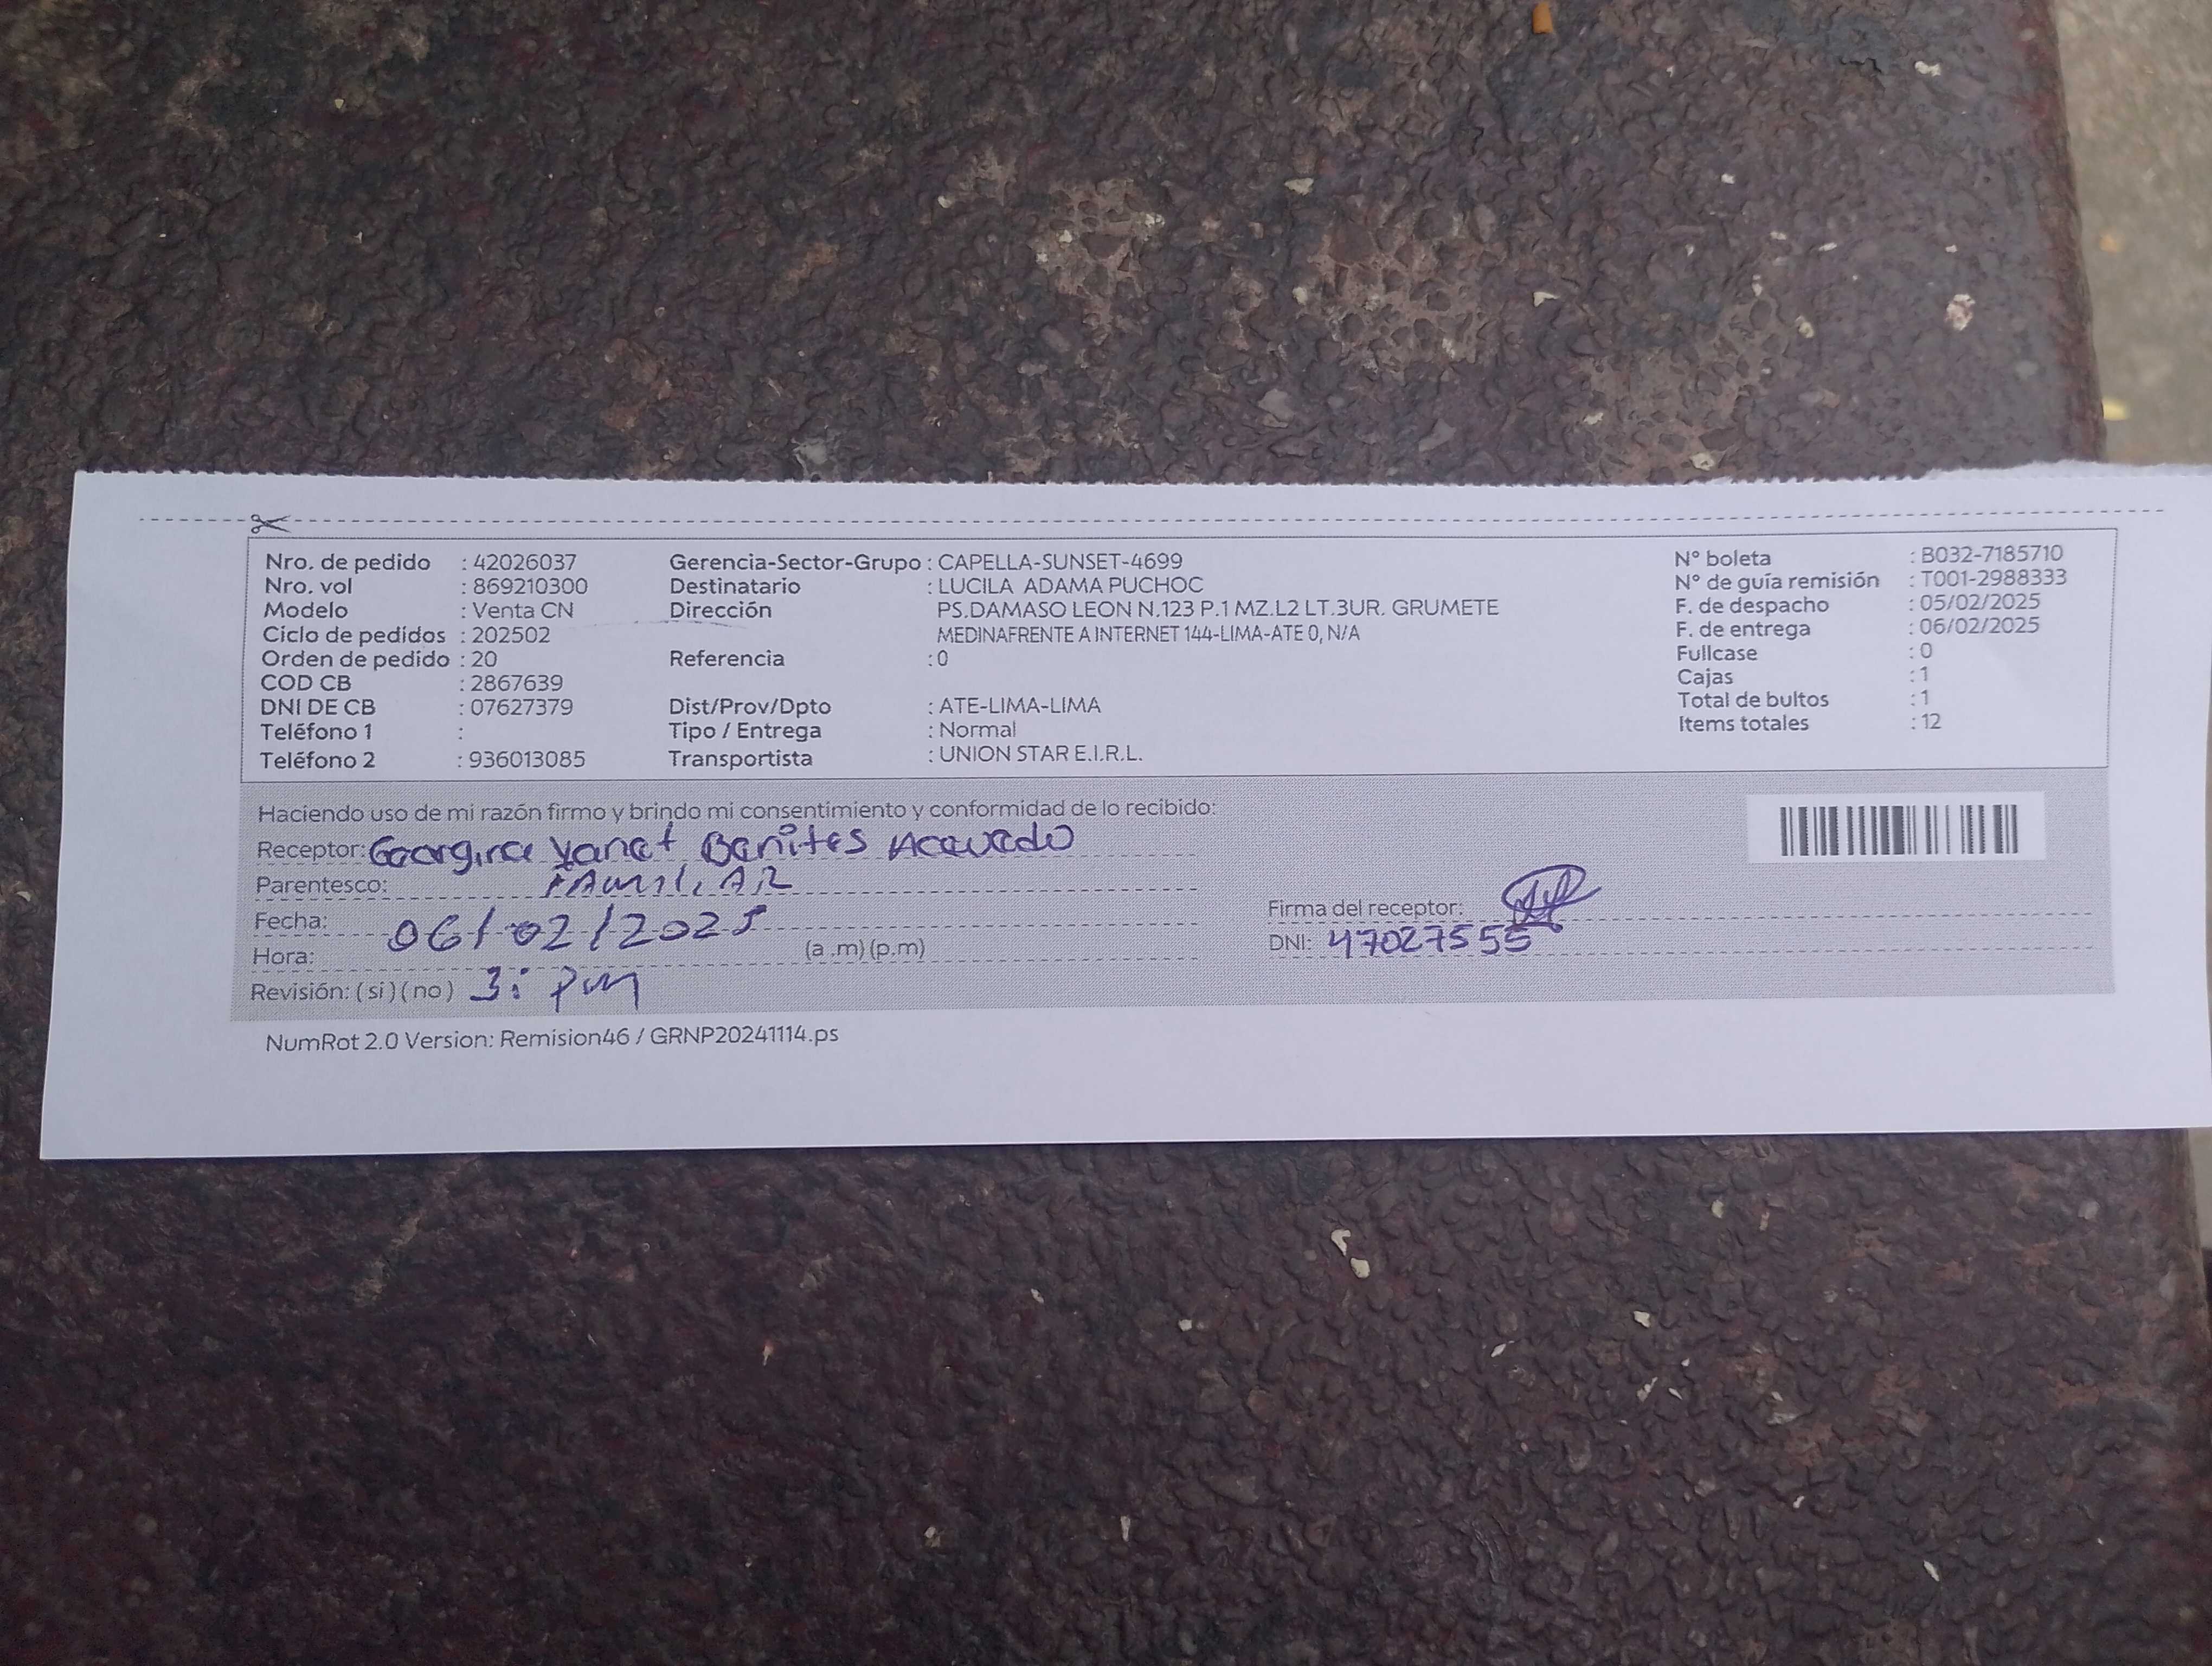 Nro. de pedido : 42026037 Gerencia-Sector-Grupo : CAPELLA-SUNSET-4699 N° boleta : B032-7185710
Nro. vol : 869210300 Destinatario : LUCILA ADAMA PUCHOC N° de guía remisión : T001-2988333
Modelo : Venta CN Dirección PS.DAMASO LEON N.123 P.1 MZ.L2 LT.3UR. GRUMETE F. de despacho : 05/02/2025
Ciclo de pedidos : 202502 MEDINAFRENTE A INTERNET 144-LIMA-ATE 0, N/A F. de entrega : 06/02/2025
Orden de pedido : 20 Referencia : 0 Fullcase : 0
COD CB : 2867639 Cajas : 1
DNI DE CB : 07627379 Dist/Prov/Dpto : ATE-LIMA-LIMA Total de bultos : 1
Teléfono 1 : Tipo / Entrega : Normal Items totales : 12
Teléfono 2 : 936013085 Transportista : UNION STAR E.I.R.L.
Haciendo uso de mi razón firmo y brindo mi consentimiento y conformidad de lo recibido:
Receptor: Georgina Yanet Benites Acevedo
Parentesco: FAmiliAR
Fecha: 06/02/2025 Firma del receptor:
Hora: (a .m) (p.m) DNI: 47027555
Revisión: ( si ) ( no ) 3: pm
NumRot 2.0 Version: Remision46 / GRNP20241114.ps